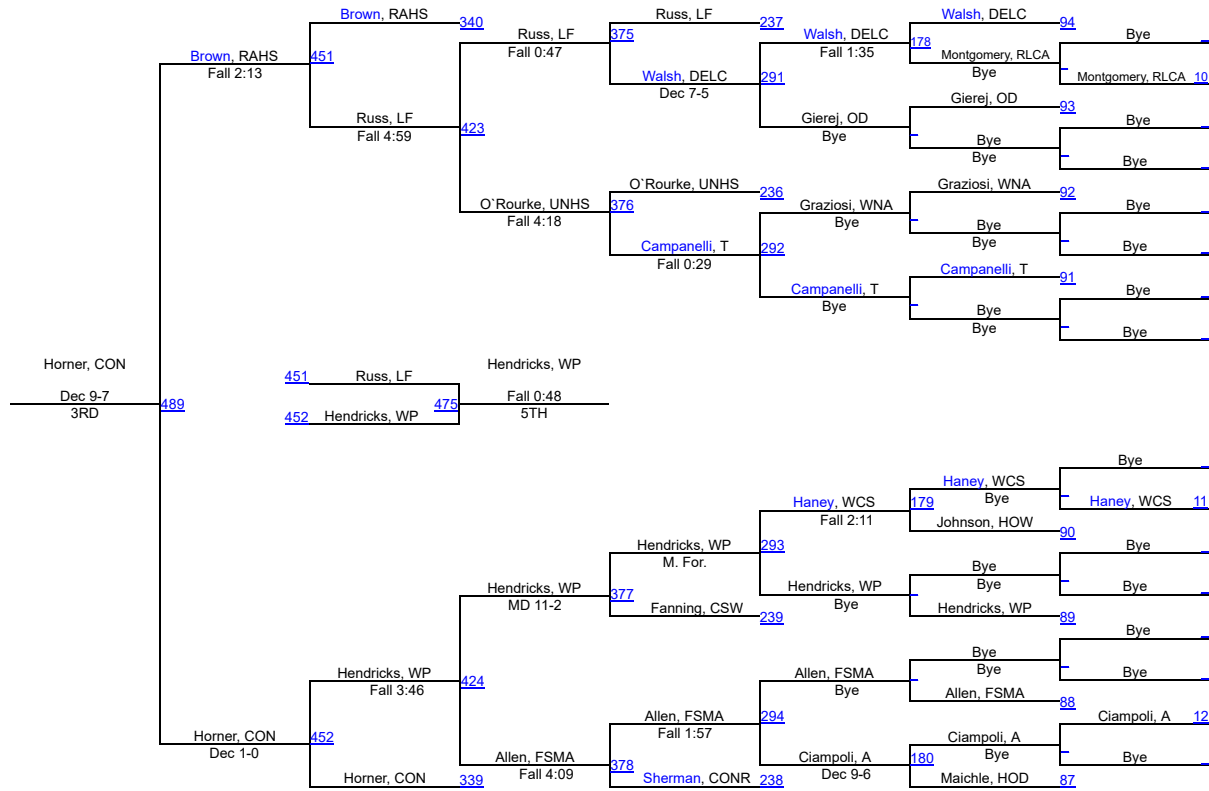 Brown, RAHS
340
Russ, LF
237
Walsh, DELC
94
Bye
Russ, LF
375
Walsh, DELC
178
Fall 0:47
Fall 1:35
Montgomery, RLCA
Brown, RAHS
451
Bye
Fall 2:13
Walsh, DELC
291
Montgomery, RLCA
10
Dec 7-5
Gierej, OD
93
Russ, LF
423
Gierej, OD
Bye
Fall 4:59
Bye
Bye
Bye
Bye
O`Rourke, UNHS
236
Graziosi, WNA
92
O`Rourke, UNHS
376
Graziosi, WNA
Bye
Fall 4:18
Bye
Bye
Bye
Campanelli, T
292
Bye
Fall 0:29
Campanelli, T
91
Campanelli, T
Bye
Bye
Bye
Bye
Bye
Horner, CON
Hendricks, WP
451
Russ, LF
Dec 9-7
489
475
Fall 0:48
3RD
5TH
452
Hendricks, WP
Bye
Haney, WCS
Haney, WCS
179
Bye
Haney, WCS
11
Fall 2:11
Johnson, HOW
90
Hendricks, WP
293
Bye
M. For.
Bye
Hendricks, WP
377
Hendricks, WP
Bye
Bye
MD 11-2
Bye
Fanning, CSW
239
Hendricks, WP
89
Bye
Bye
Hendricks, WP
424
Allen, FSMA
Bye
Bye
Fall 3:46
Bye
Allen, FSMA
88
Allen, FSMA
294
Ciampoli, A
12
Fall 1:57
Horner, CON
452
Ciampoli, A
Dec 1-0
Bye
Allen, FSMA
378
Ciampoli, A
180
Bye
Fall 4:09
Dec 9-6
Horner, CON
339
Sherman, CONR
238
Maichle, HOD
87